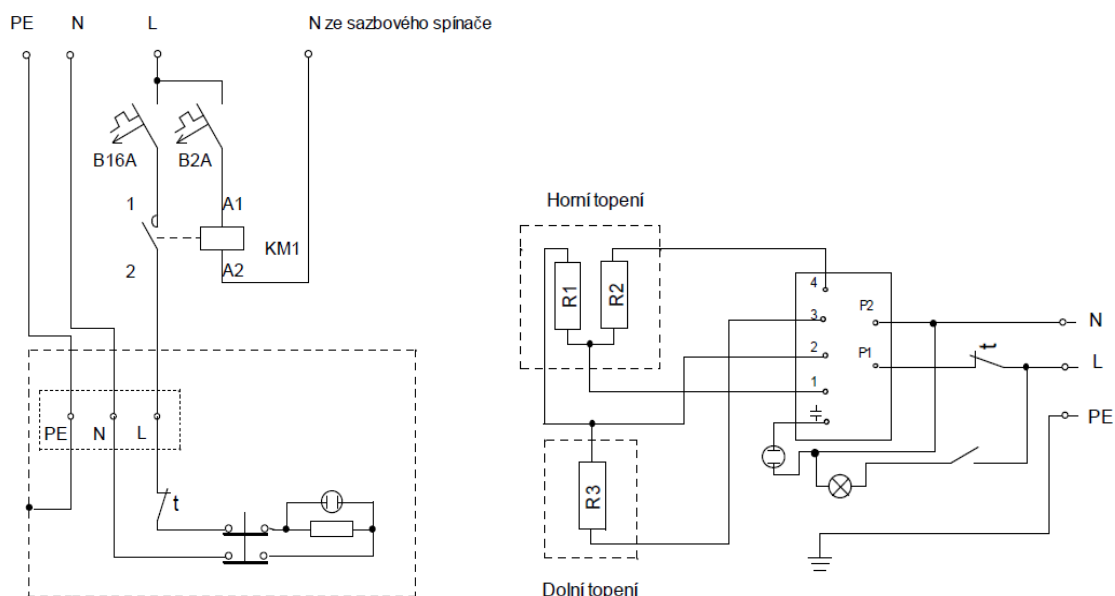 PE N L N ze sazbového spínače
B16A B2A
1 A1
KM1
2 A2
PE N L
t
Horní topení
R1 R2
4
3 P2
2 P1
1
t
N
L
PE
R3
Dolní topení